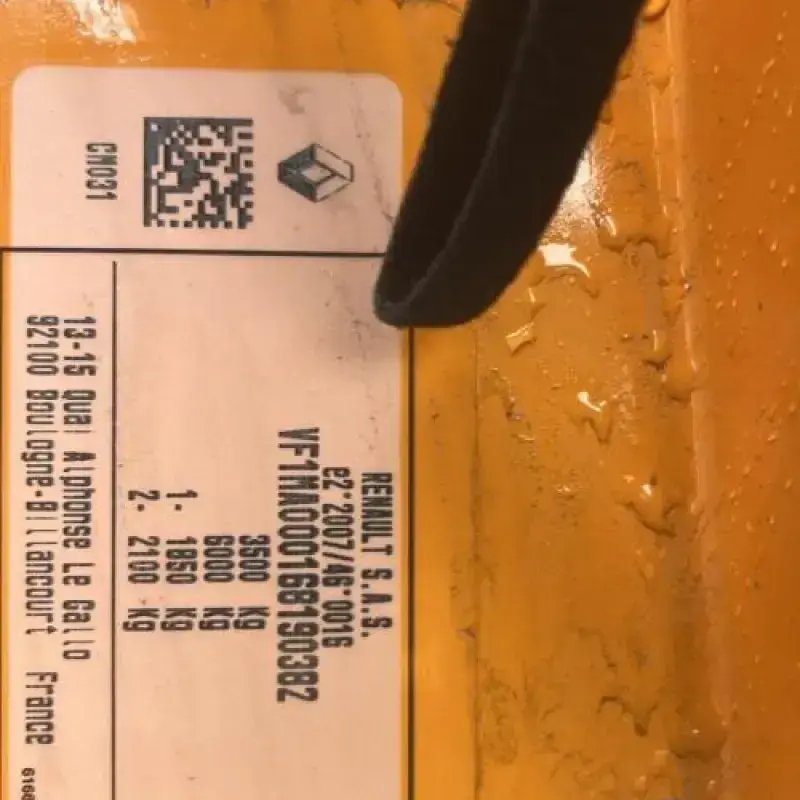 CM031
RENAULT S.A.S.
e2*2007//46*0016
VF1MA000168190382
3500 Kg
6000 Kg
1- 1850 Kg
2- 2100 Kg
13-15 Quai Alphonse Le Gallo
92100 Boulogne-Billancourt France